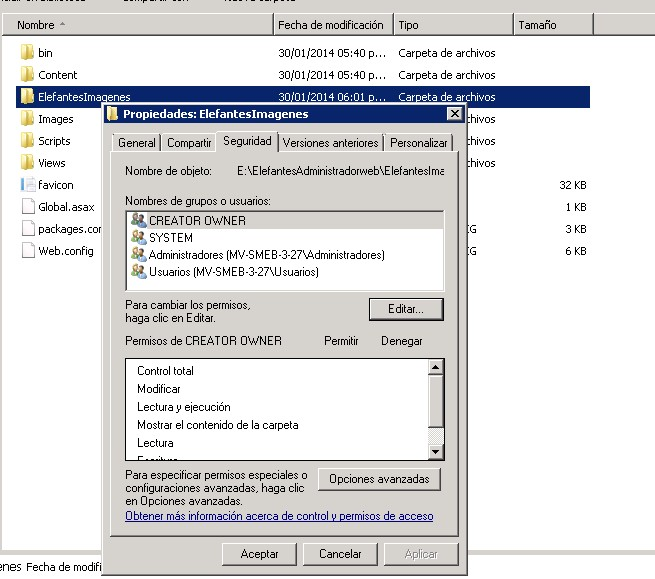 Nombre
Fecha de modificación
Tipo
Tamaño
bin
30/01/2014 05:40 p...
Carpeta de archivos
Content
30/01/2014 05:40 p...
Carpeta de archivos
ElefantesImagenes
30/01/2014 06:01 p...
Carpeta de archivos
Images
Scripts
Views
favicon
32 KB
Global.asax
1 KB
packages.con
3 KB
Web.config
6 KB
Propiedades: ElefantesImagenes
General
Compartir
Seguridad
Versiones anteriores
Personalizar
Nombre de objeto:
E:\ElefantesAdministradorweb\ElefantesIma
Nombres de grupos o usuarios:
CREATOR OWNER
SYSTEM
Administradores (MV-SMEB-3-27\Administradores)
Usuarios (MV-SMEB-3-27\Usuarios)
Para cambiar los permisos,
haga clic en Editar.
Editar...
Permisos de CREATOR OWNER
Permitir
Denegar
Control total
Modificar
Lectura y ejecución
Mostrar el contenido de la carpeta
Lectura
Para especificar permisos especiales o
configuraciones avanzadas, haga clic
en Opciones avanzadas.
Opciones avanzadas
Obtener más información acerca de control y permisos de acceso
Aceptar
Cancelar
Aplicar
enes Fecha de modifi